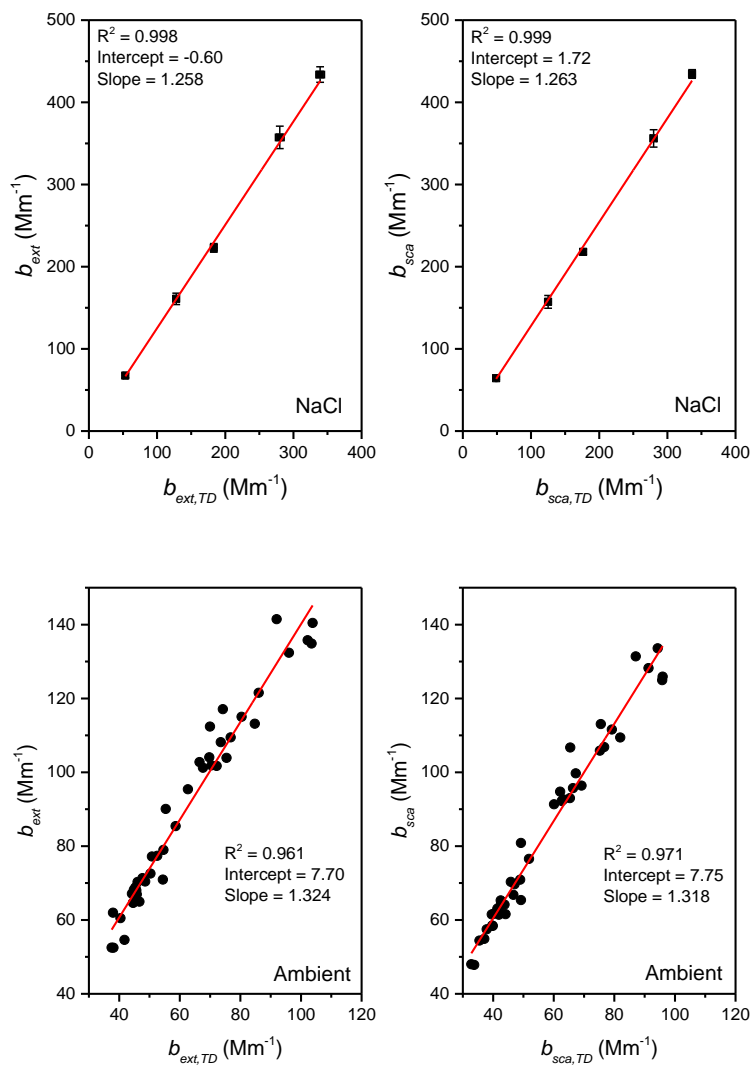 500
400
300
200
100
0
b_ext (Mm⁻¹)
R² = 0.998
Intercept = -0.60
Slope = 1.258
NaCl
0 100 200 300 400
b_ext,TD (Mm⁻¹)
500
400
300
200
100
0
b_sca (Mm⁻¹)
R² = 0.999
Intercept = 1.72
Slope = 1.263
NaCl
0 100 200 300 400
b_sca,TD (Mm⁻¹)
140
120
100
80
60
40
b_ext (Mm⁻¹)
R² = 0.961
Intercept = 7.70
Slope = 1.324
Ambient
40 60 80 100 120
b_ext,TD (Mm⁻¹)
140
120
100
80
60
40
b_sca (Mm⁻¹)
R² = 0.971
Intercept = 7.75
Slope = 1.318
Ambient
40 60 80 100 120
b_sca,TD (Mm⁻¹)